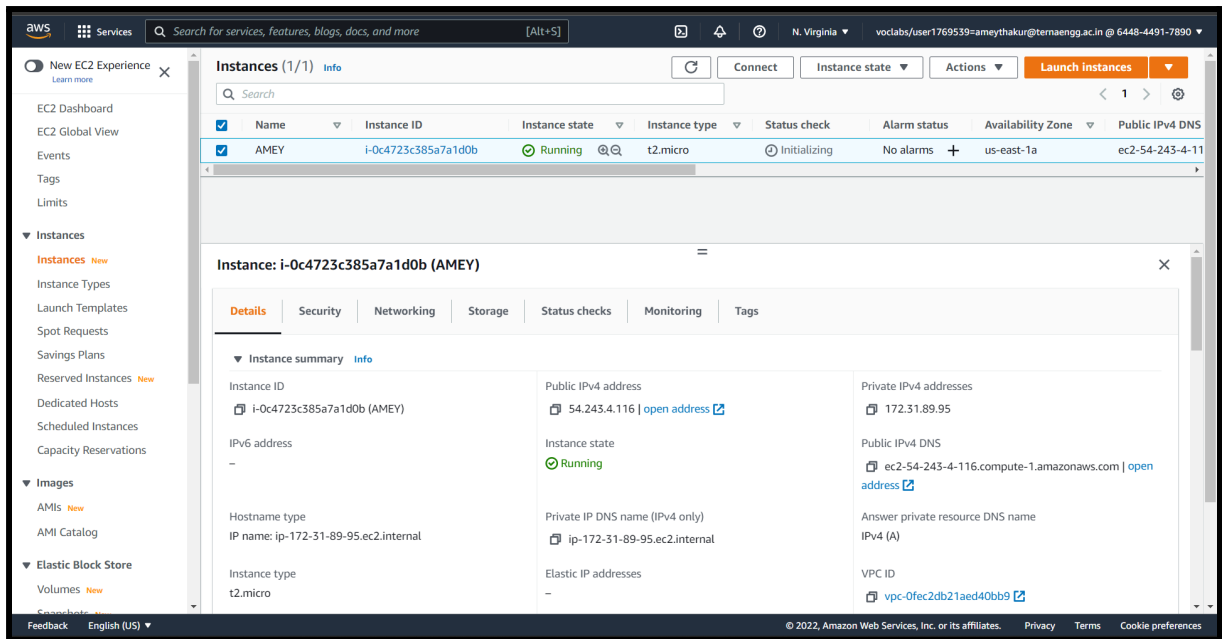 aws Services Search for services, features, blogs, docs, and more [Alt+S] N. Virginia ▼ voclabs/user1769539=ameythakur@ternaengg.ac.in @ 6448-4491-7890 ▼
New EC2 Experience
Learn more
EC2 Dashboard
EC2 Global View
Events
Tags
Limits
Instances
Instances New
Instance Types
Launch Templates
Spot Requests
Savings Plans
Reserved Instances New
Dedicated Hosts
Scheduled Instances
Capacity Reservations
Images
AMIs New
AMI Catalog
Elastic Block Store
Volumes New
Instances (1/1) Info
Connect Instance state ▼ Actions ▼ Launch instances ▼
Search
1
Name Instance ID Instance state Instance type Status check Alarm status Availability Zone Public IPv4 DNS
AMEY i-0c4723c385a7a1d0b Running t2.micro Initializing No alarms + us-east-1a ec2-54-243-4-11
Instance: i-0c4723c385a7a1d0b (AMEY)
Details Security Networking Storage Status checks Monitoring Tags
Instance summary Info
Instance ID Public IPv4 address Private IPv4 addresses
i-0c4723c385a7a1d0b (AMEY) 54.243.4.116 | open address 172.31.89.95
IPv6 address Instance state Public IPv4 DNS
– Running ec2-54-243-4-116.compute-1.amazonaws.com | open
address
Hostname type Private IP DNS name (IPv4 only) Answer private resource DNS name
IP name: ip-172-31-89-95.ec2.internal ip-172-31-89-95.ec2.internal IPv4 (A)
Instance type Elastic IP addresses VPC ID
t2.micro – vpc-0fec2db21aed40bb9
Feedback English (US) ▼ © 2022, Amazon Web Services, Inc. or its affiliates. Privacy Terms Cookie preferences